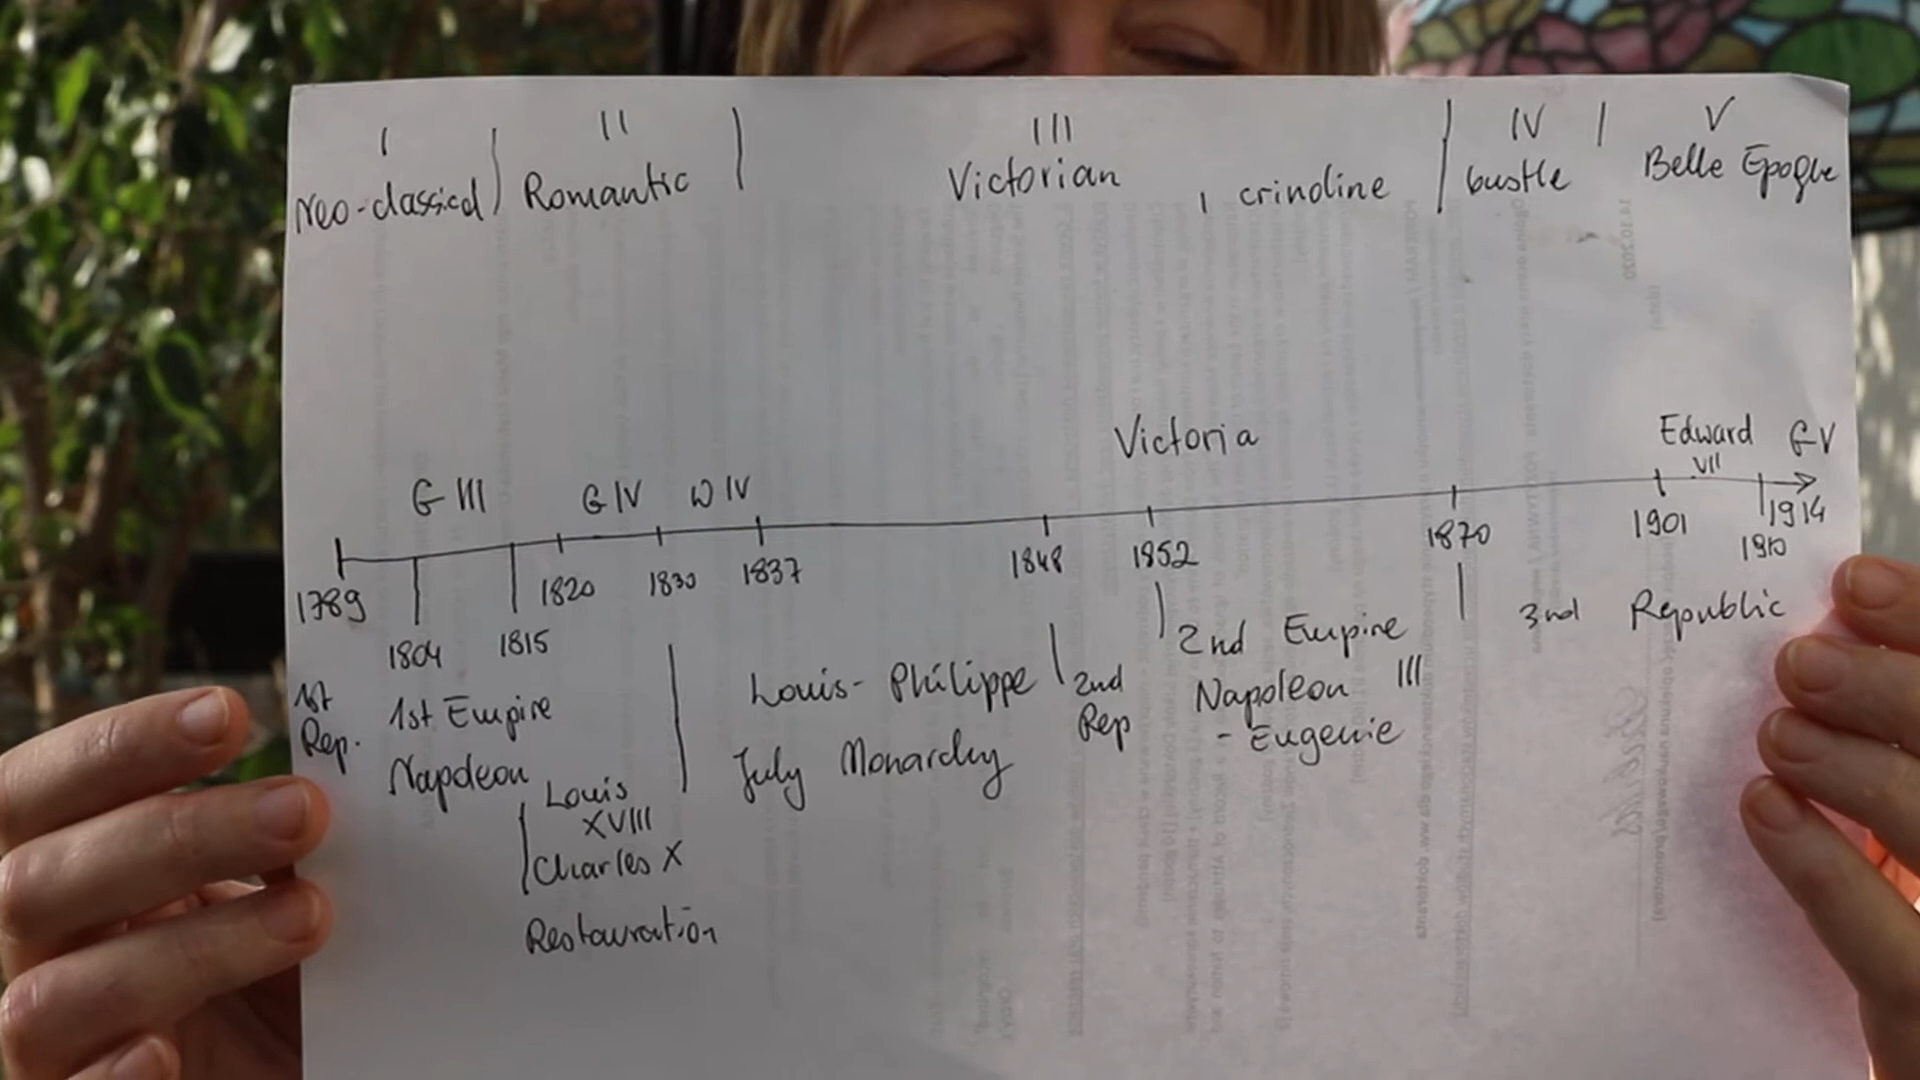 I II III IV V
Neo-classical Romantic Victorian crinoline bustle Belle Epoque
Victoria Edward VII G V
G III G IV W IV
1789 1804 1815 1820 1830 1837 1848 1852 1870 1901 1910 1914
1st Rep.
1st Empire
Napoleon
Louis XVIII
Charles X
Restauration
Louis-Philippe
July Monarchy
2nd Rep
2nd Empire
Napoleon III
- Eugenie
3nd Republic